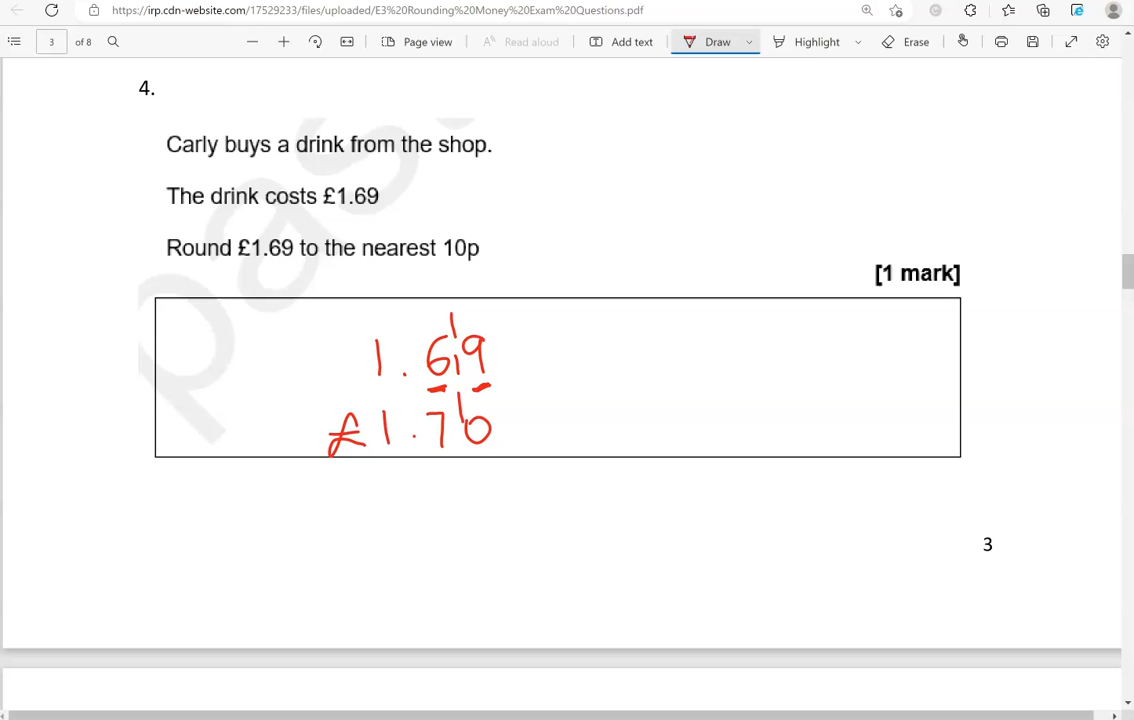 https://irp.cdn-website.com/17529233/files/uploaded/E3%20Rounding%20Money%20Exam%20Questions.pdf
3 of 8 Page view Read aloud Add text Draw Highlight Erase
4.
Carly buys a drink from the shop.
The drink costs £1.69
Round £1.69 to the nearest 10p
[1 mark]
1.69
£1.70
3
pas